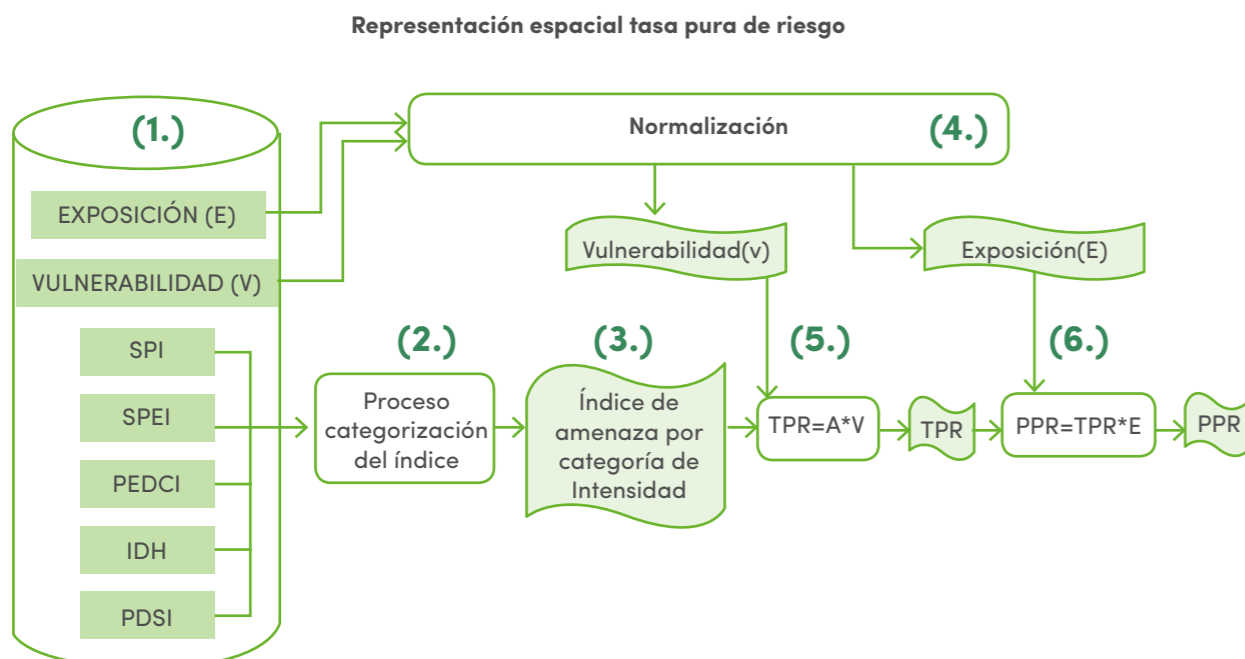 Representación espacial tasa pura de riesgo
(1.)
EXPOSICIÓN (E)
VULNERABILIDAD (V)
SPI
SPEI
PEDCI
IDH
PDSI
Normalización
(4.)
Vulnerabilidad(v)
Exposición(E)
(2.)
Proceso
categorización
del índice
(3.)
Índice de
amenaza por
categoría de
Intensidad
(5.)
TPR=A*V
TPR
(6.)
PPR=TPR*E
PPR